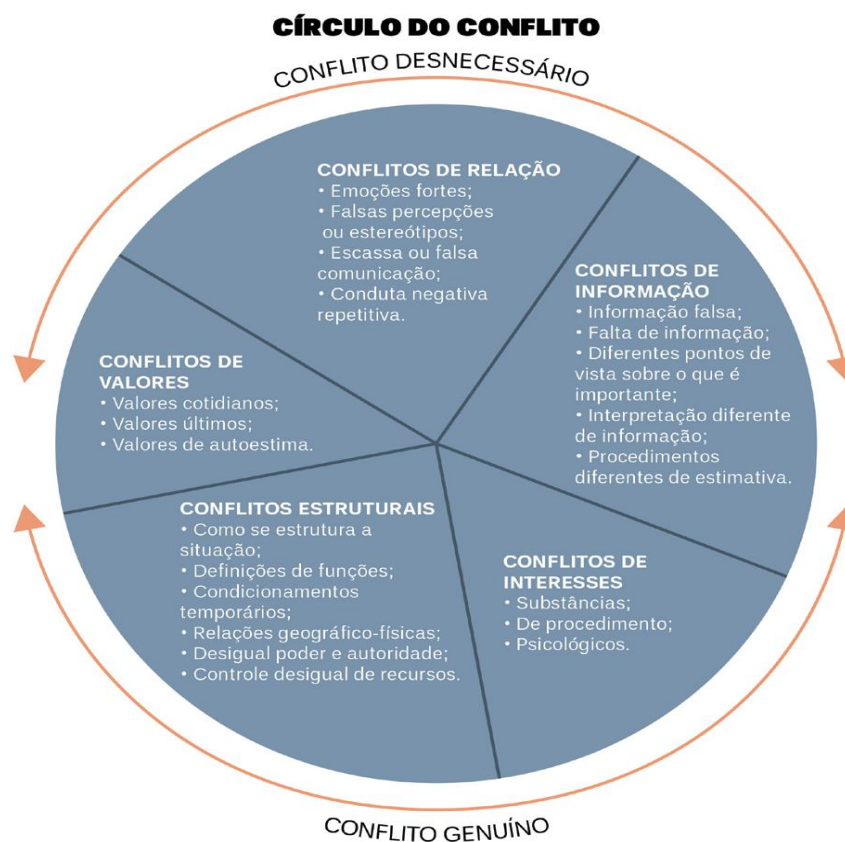 CÍRCULO DO CONFLITO
CONFLITO DESNECESSÁRIO
CONFLITOS DE RELAÇÃO
• Emoções fortes;
• Falsas percepções
ou estereótipos;
• Escassa ou falsa
comunicação;
• Conduta negativa
repetitiva.
CONFLITOS DE
INFORMAÇÃO
• Informação falsa;
• Falta de informação;
• Diferentes pontos de
vista sobre o que é
importante;
• Interpretação diferente
de informação;
• Procedimentos
diferentes de estimativa.
CONFLITOS DE
VALORES
• Valores cotidianos;
• Valores últimos;
• Valores de autoestima.
CONFLITOS ESTRUTURAIS
• Como se estrutura a
situação;
• Definições de funções;
• Condicionamentos
temporários;
• Relações geográfico-físicas;
• Desigual poder e autoridade;
• Controle desigual de recursos.
CONFLITOS DE
INTERESSES
• Substâncias;
• De procedimento;
• Psicológicos.
CONFLITO GENUÍNO